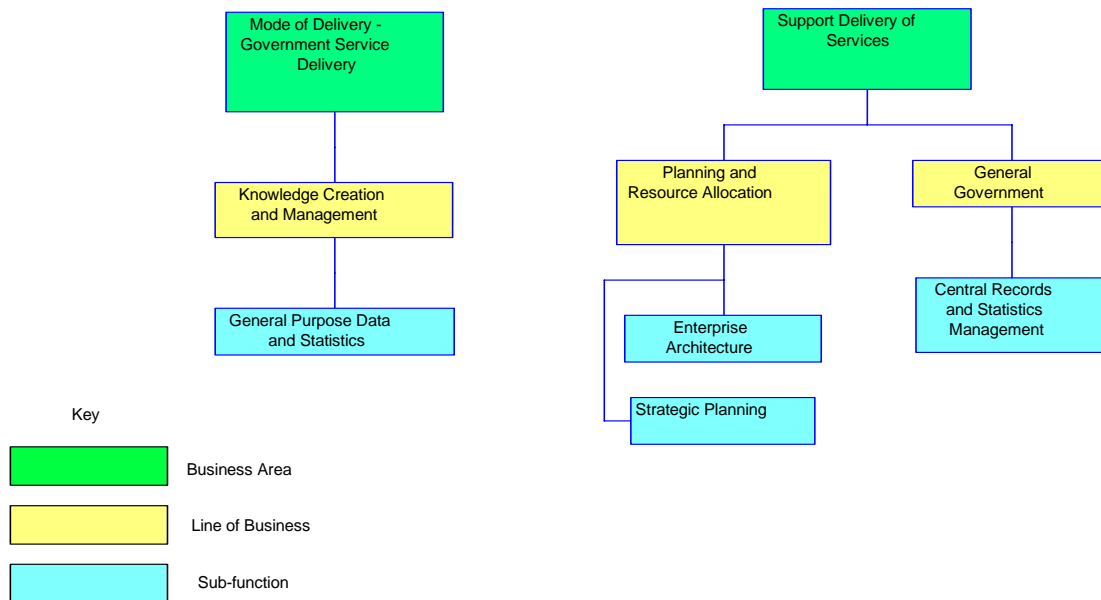 Mode of Delivery -
Government Service
Delivery
Knowledge Creation
and Management
General Purpose Data
and Statistics
Support Delivery of
Services
Planning and
Resource Allocation
General
Government
Enterprise
Architecture
Strategic Planning
Central Records
and Statistics
Management
Key
Business Area
Line of Business
Sub-function